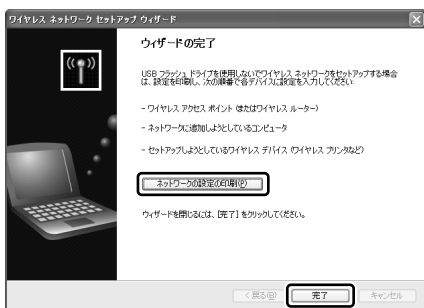 ワイヤレス ネットワーク セットアップ ウィザード
ウィザードの完了
USB フラッシュ ドライブを使用しないでワイヤレス ネットワークをセットアップする場合
は、設定を印刷し、次の順番で各デバイスに設定を入力してください:
- ワイヤレス アクセス ポイント (またはワイヤレス ルーター)
- ネットワークに追加しようとしているコンピュータ
- セットアップしようとしているワイヤレス デバイス (ワイヤレス プリンタなど)
ネットワークの設定の印刷(P)
ウィザードを閉じるには、[完了] をクリックしてください。
< 戻る(B)
完了
キャンセル